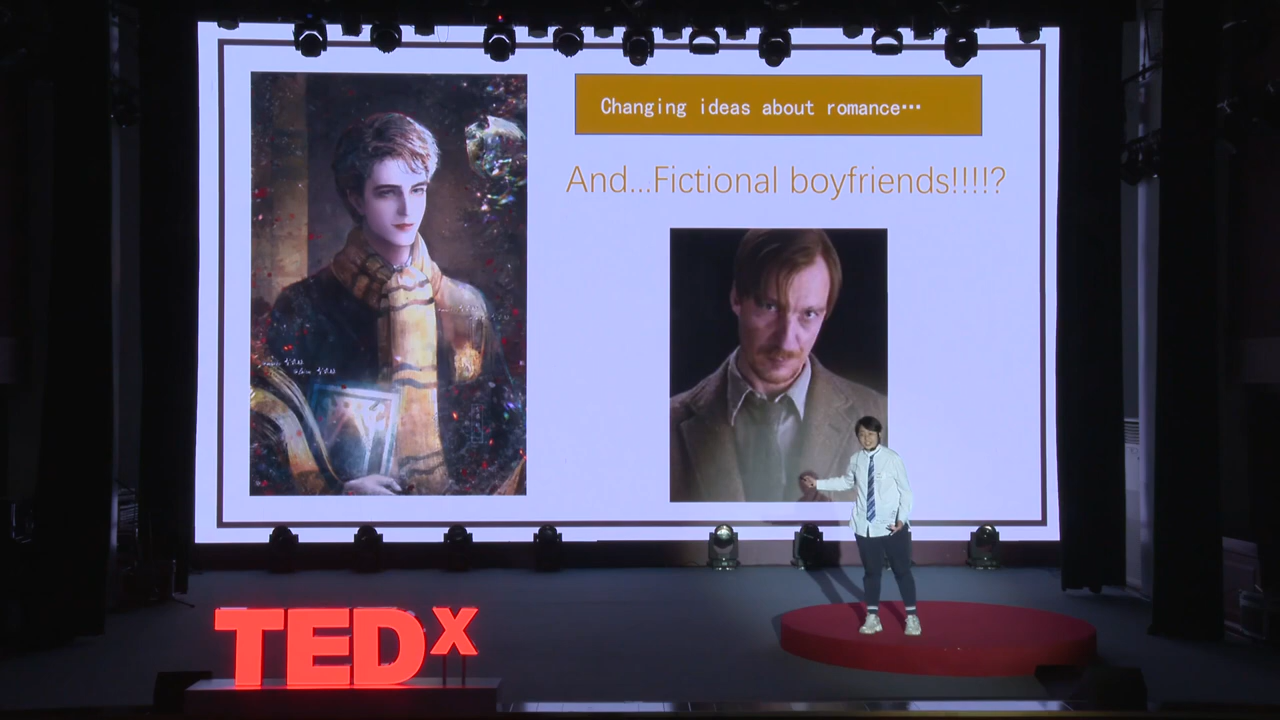 Changing ideas about romance…
And...Fictional boyfriends!!!!?
TEDx